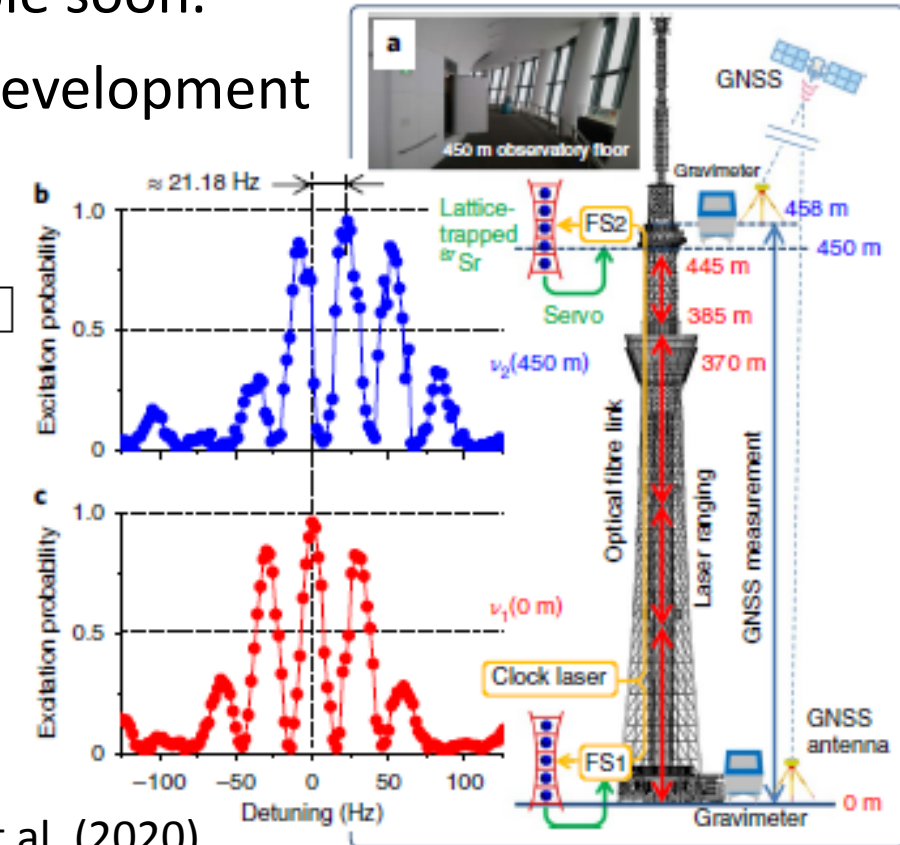 ble soon.
evelopment
a
450 m observatory floor
GNSS
Gravimeter
458 m
450 m
FS2
Lattice-
trapped
⁸⁷Sr
Servo
445 m
385 m
370 m
b
≈ 21.18 Hz
1.0
0.5
0
Excitation probability
ν₂(450 m)
Optical fibre link
Laser ranging
GNSS measurement
c
1.0
0.5
0
Excitation probability
ν₁(0 m)
Clock laser
FS1
GNSS
antenna
0 m
Gravimeter
−100 −50 0 50 100
Detuning (Hz)
t al. (2020)